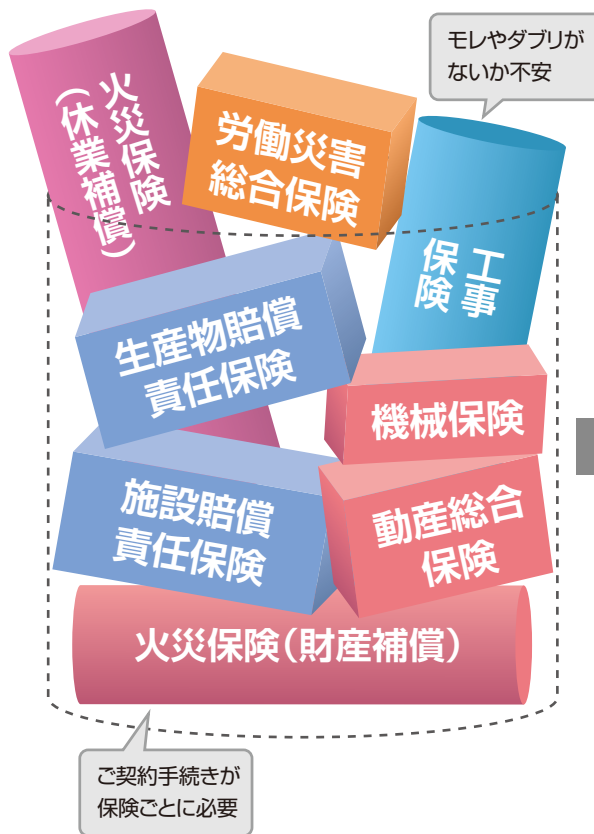 モレやダブリが
ないか不安
火災保険
（休業補償）
労働災害
総合保険
工事
保険
生産物賠償
責任保険
機械保険
施設賠償
責任保険
動産総合
保険
火災保険（財産補償）
ご契約手続きが
保険ごとに必要